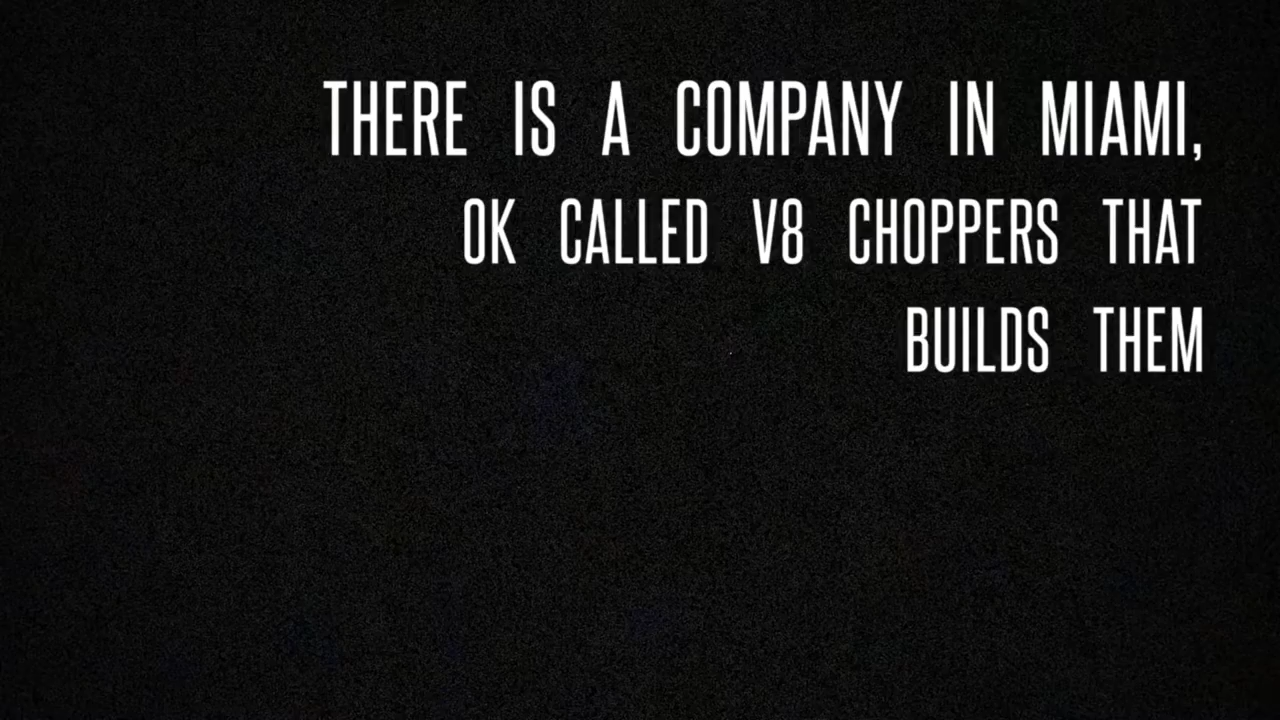 THERE IS A COMPANY IN MIAMI,
OK CALLED V8 CHOPPERS THAT
BUILDS THEM